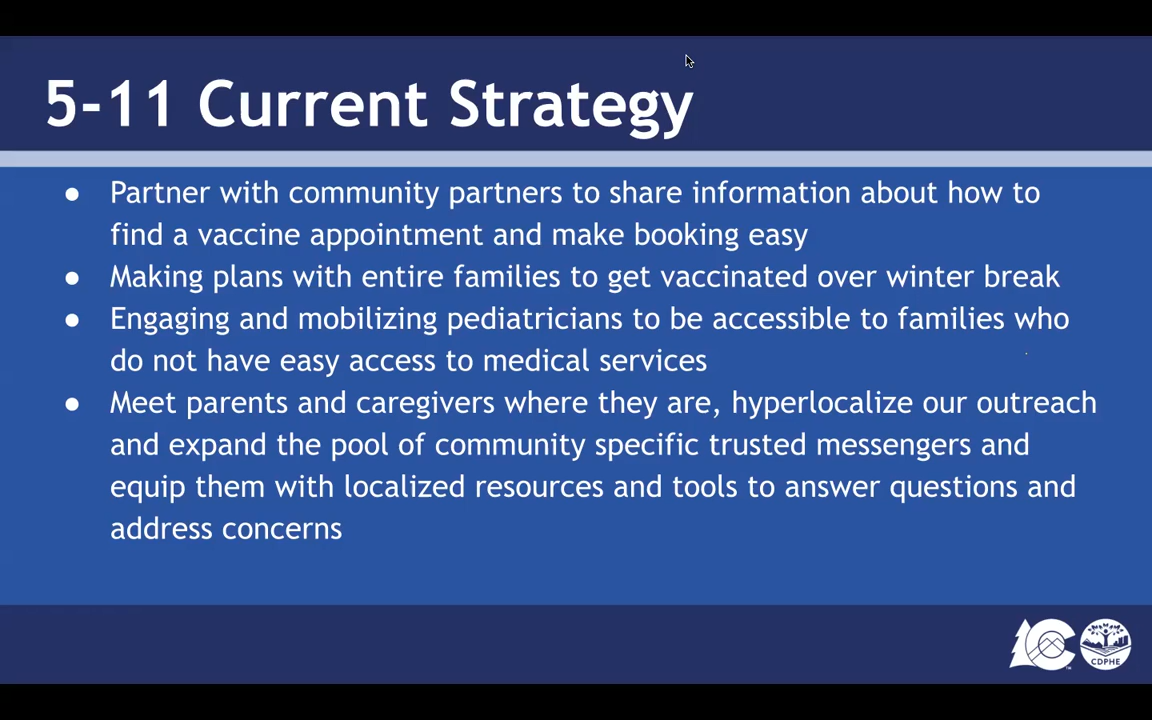 5-11 Current Strategy
● Partner with community partners to share information about how to
find a vaccine appointment and make booking easy
● Making plans with entire families to get vaccinated over winter break
● Engaging and mobilizing pediatricians to be accessible to families who
do not have easy access to medical services
● Meet parents and caregivers where they are, hyperlocalize our outreach
and expand the pool of community specific trusted messengers and
equip them with localized resources and tools to answer questions and
address concerns
CDPHE